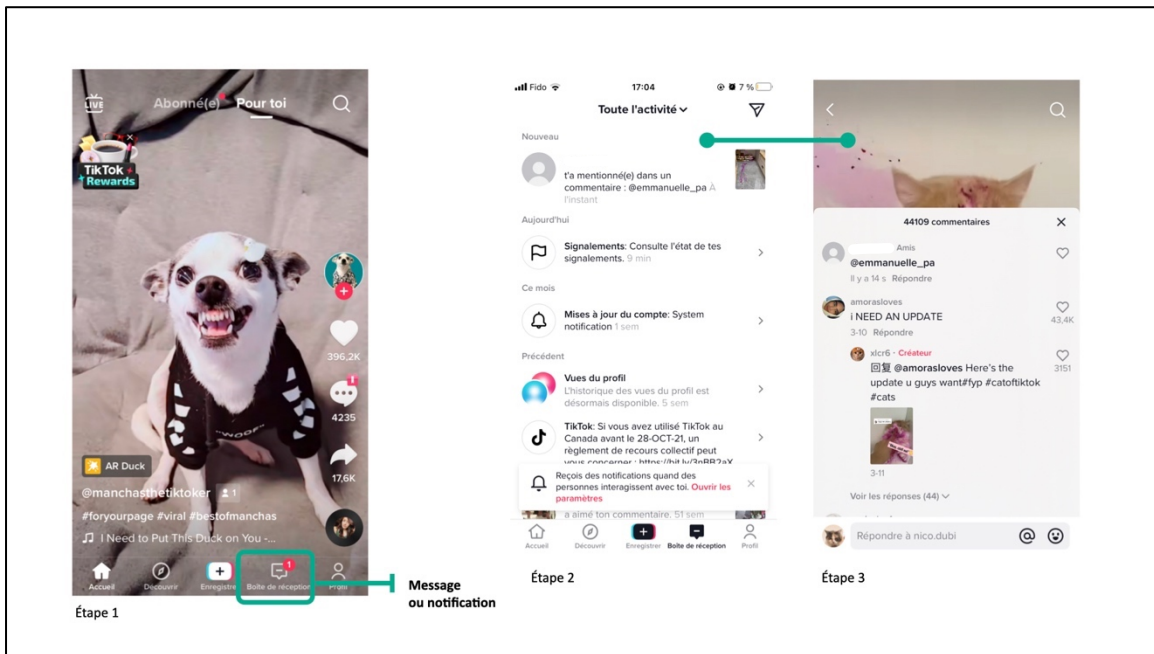 LIVE
Abonné(e) Pour toi
TikTok
Rewards
"WOOF"
396,2K
4235
17,6K
AR Duck
@manchasthetiktoker 1
#foryourpage #viral #bestofmanchas
I Need to Put This Duck on You -...
1
Accueil Découvrir Enregistrer Boîte de réception Profil
Étape 1
Message
ou notification
Fido 17:04 7 %
Toute l'activité
Nouveau
t'a mentionné(e) dans un
commentaire : @emmanuelle_pa À
l'instant
Aujourd'hui
Signalements: Consulte l'état de tes
signalements. 9 min
Ce mois
Mises à jour du compte: System
notification 1 sem
Précédent
Vues du profil
L'historique des vues du profil est
désormais disponible. 5 sem
TikTok: Si vous avez utilisé TikTok au
Canada avant le 28-OCT-21, un
règlement de recours collectif peut
vous concerner : https://bit.ly/3nBB2aX
Reçois des notifications quand des
personnes interagissent avec toi. Ouvrir les
paramètres
a aimé ton commentaire. 51 sem
Accueil Découvrir Enregistrer Boîte de réception Profil
Étape 2
44109 commentaires
Amis
@emmanuelle_pa
Il y a 14 s Répondre
amorasloves
i NEED AN UPDATE
43,4K
3-10 Répondre
xlcr6 · Créateur
回复 @amorasloves Here's the
3151
update u guys want#fyp #catoftiktok
#cats
3-11
Voir les réponses (44)
Répondre à nico.dubi
Étape 3